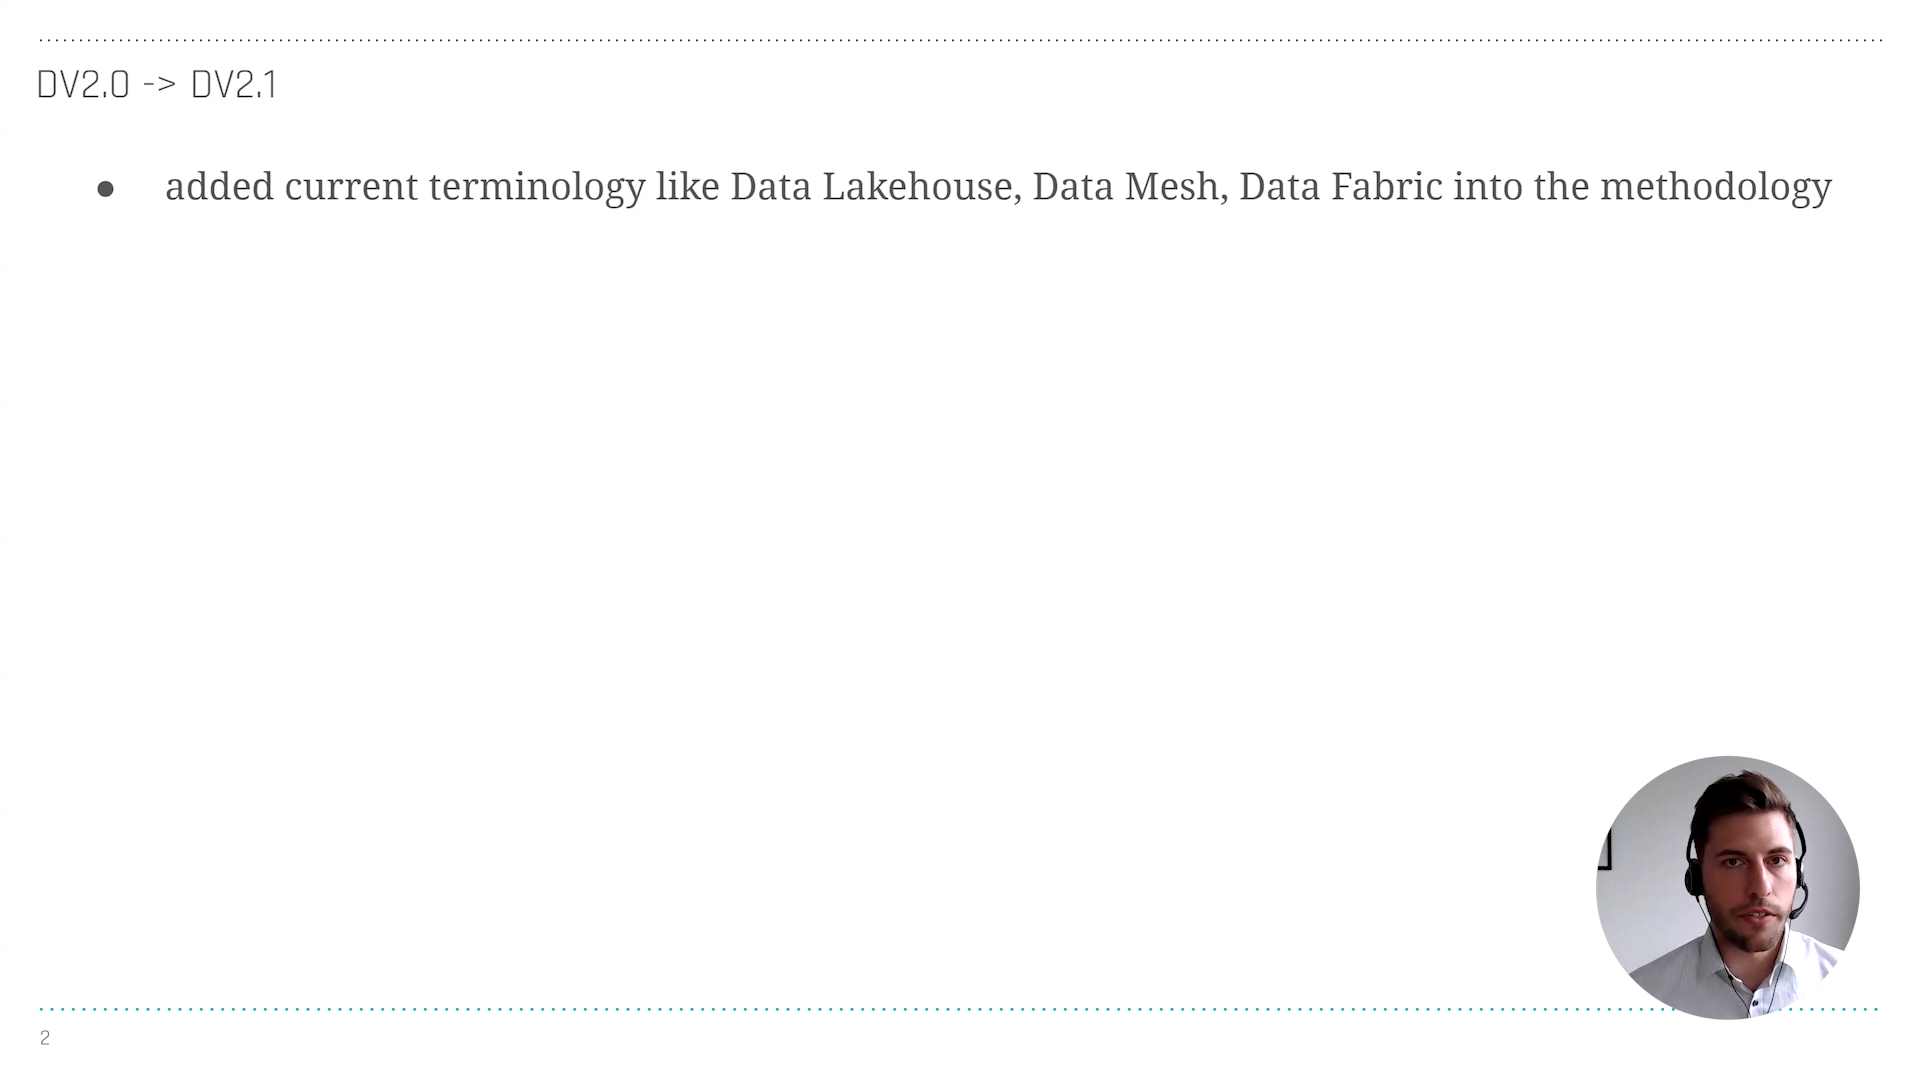 DV2.0 -> DV2.1
● added current terminology like Data Lakehouse, Data Mesh, Data Fabric into the methodology
2